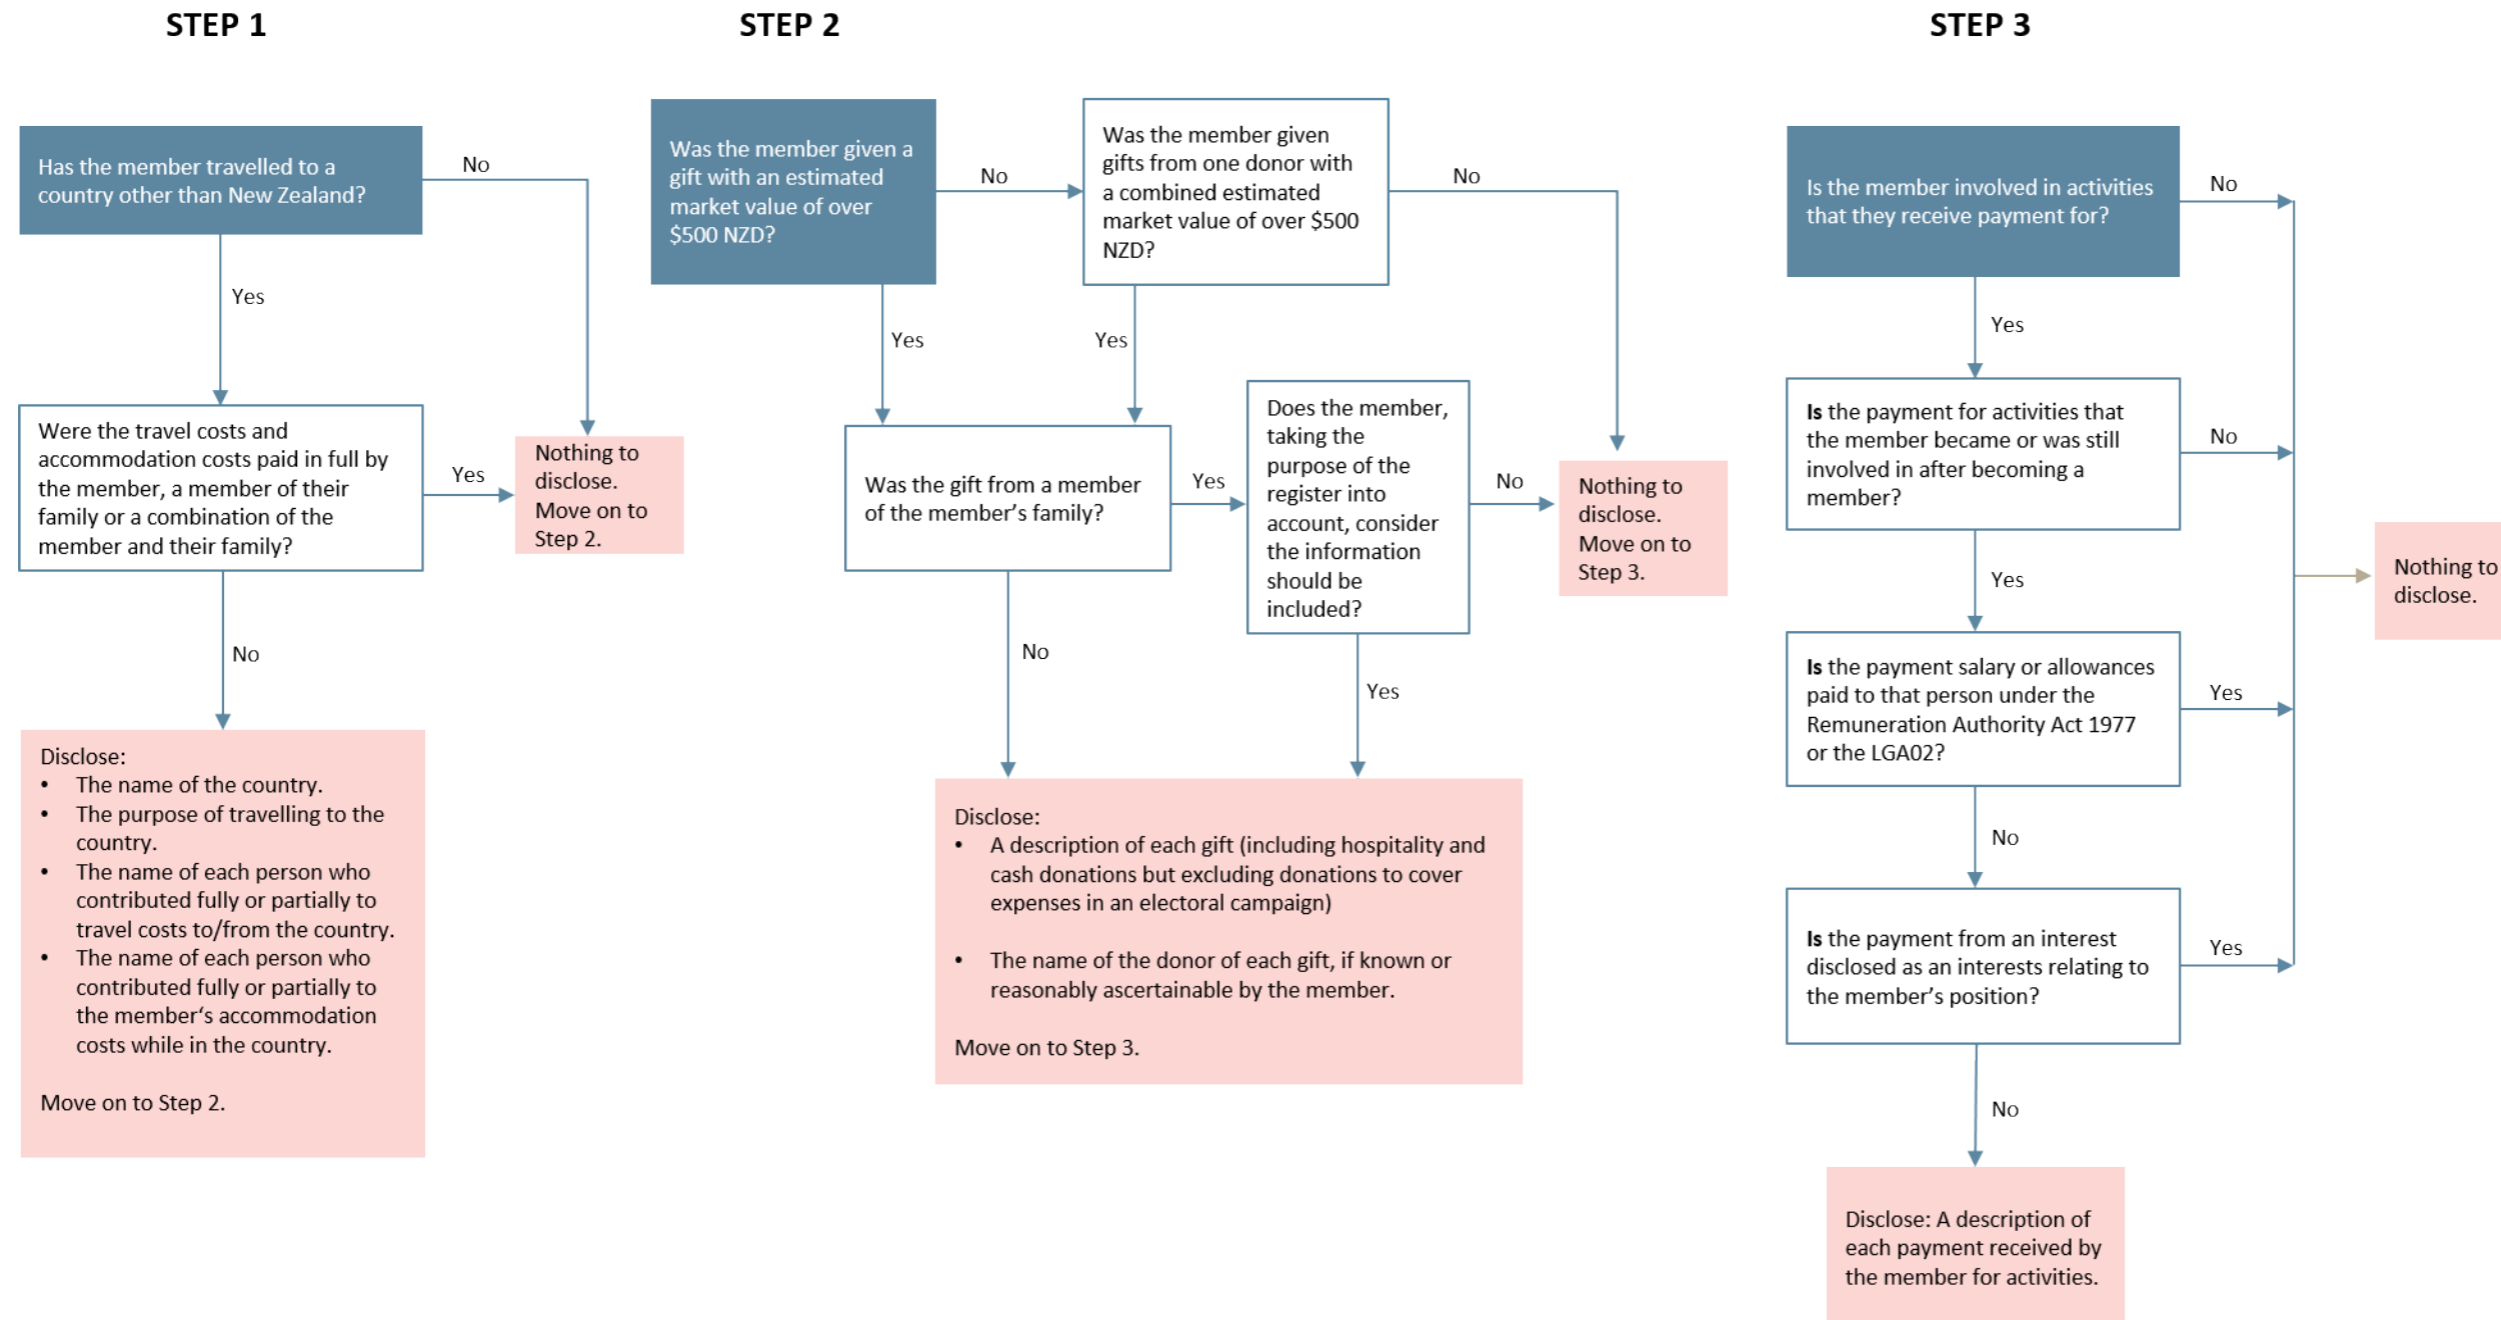 STEP 1
Has the member travelled to a
country other than New Zealand?
No
Yes
Were the travel costs and
accommodation costs paid in full by
the member, a member of their
family or a combination of the
member and their family?
Yes
Nothing to
disclose.
Move on to
Step 2.
No
Disclose:
• The name of the country.
• The purpose of travelling to the
country.
• The name of each person who
contributed fully or partially to
travel costs to/from the country.
• The name of each person who
contributed fully or partially to
the member‘s accommodation
costs while in the country.
Move on to Step 2.
STEP 2
Was the member given a
gift with an estimated
market value of over
$500 NZD?
No
Was the member given
gifts from one donor with
a combined estimated
market value of over $500
NZD?
No
Yes
Yes
Was the gift from a member
of the member’s family?
Yes
Does the member,
taking the
purpose of the
register into
account, consider
the information
should be
included?
No
Nothing to
disclose.
Move on to
Step 3.
No
Yes
Disclose:
• A description of each gift (including hospitality and
cash donations but excluding donations to cover
expenses in an electoral campaign)
• The name of the donor of each gift, if known or
reasonably ascertainable by the member.
Move on to Step 3.
STEP 3
Is the member involved in activities
that they receive payment for?
No
Yes
Is the payment for activities that
the member became or was still
involved in after becoming a
member?
No
Yes
Is the payment salary or allowances
paid to that person under the
Remuneration Authority Act 1977
or the LGA02?
Yes
No
Is the payment from an interest
disclosed as an interests relating to
the member’s position?
Yes
Nothing to
disclose.
No
Disclose: A description of
each payment received by
the member for activities.